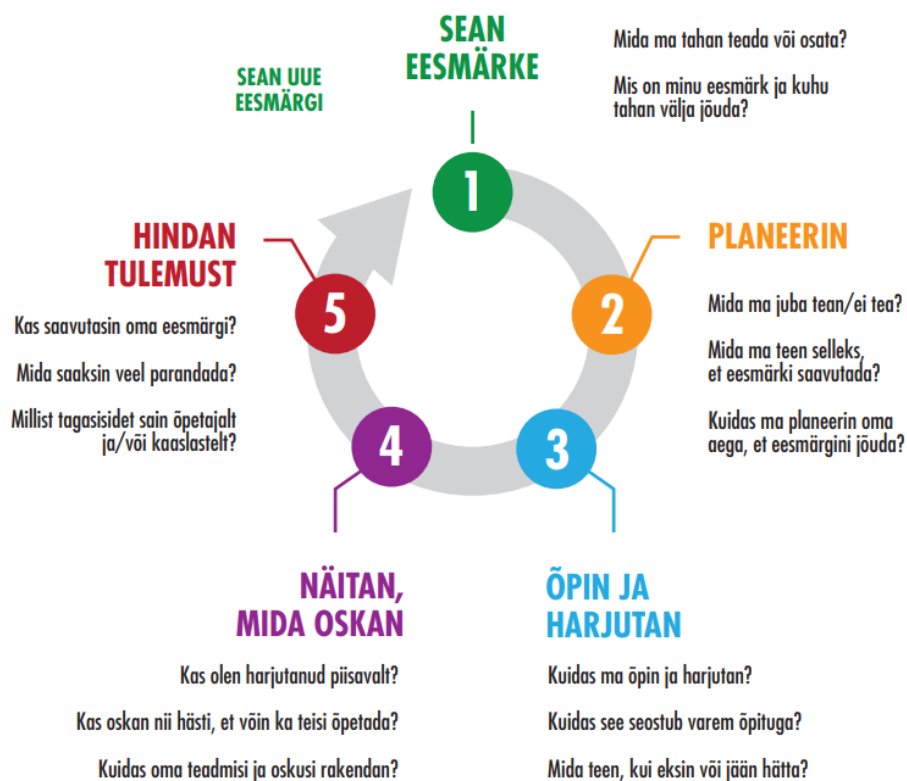 SEAN
EESMÄRKE
Mida ma tahan teada või osata?
Mis on minu eesmärk ja kuhu
tahan välja jõuda?
SEAN UUE
EESMÄRGI
1
PLANEERIN
2
Mida ma juba tean/ei tea?
Mida ma teen selleks,
et eesmärki saavutada?
Kuidas ma planeerin oma
aega, et eesmärgini jõuda?
3
ÕPIN JA
HARJUTAN
Kuidas ma õpin ja harjutan?
Kuidas see seostub varem õpituga?
Mida teen, kui eksin või jään hätta?
4
NÄITAN,
MIDA OSKAN
Kas olen harjutanud piisavalt?
Kas oskan nii hästi, et võin ka teisi õpetada?
Kuidas oma teadmisi ja oskusi rakendan?
5
HINDAN
TULEMUST
Kas saavutasin oma eesmärgi?
Mida saaksin veel parandada?
Millist tagasisidet sain õpetajalt
ja/või kaaslastelt?